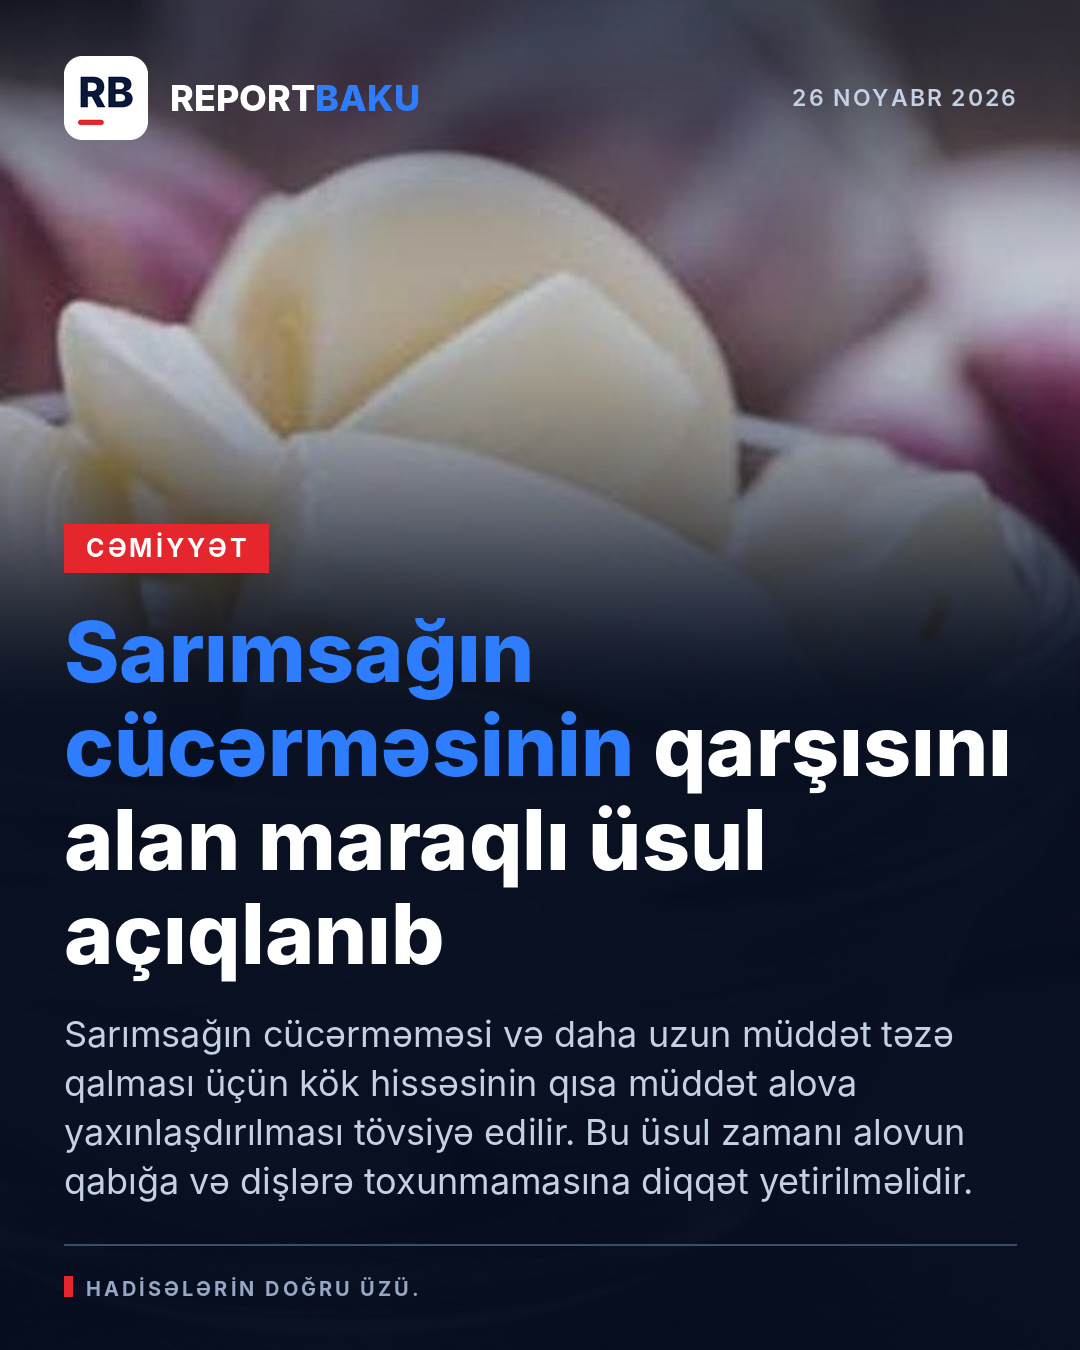 RB
REPORTBAKU
26 NOYABR 2026
CƏMİYYƏT
Sarımsağın
cücərməsinin qarşısını
alan maraqlı üsul
açıqlanıb
Sarımsağın cücərməməsi və daha uzun müddət təzə
qalması üçün kök hissəsinin qısa müddət alova
yaxınlaşdırılması tövsiyə edilir. Bu üsul zamanı alovun
qabığa və dişlərə toxunmamasına diqqət yetirilməlidir.
HADİSƏLƏRİN DOĞRU ÜZÜ.